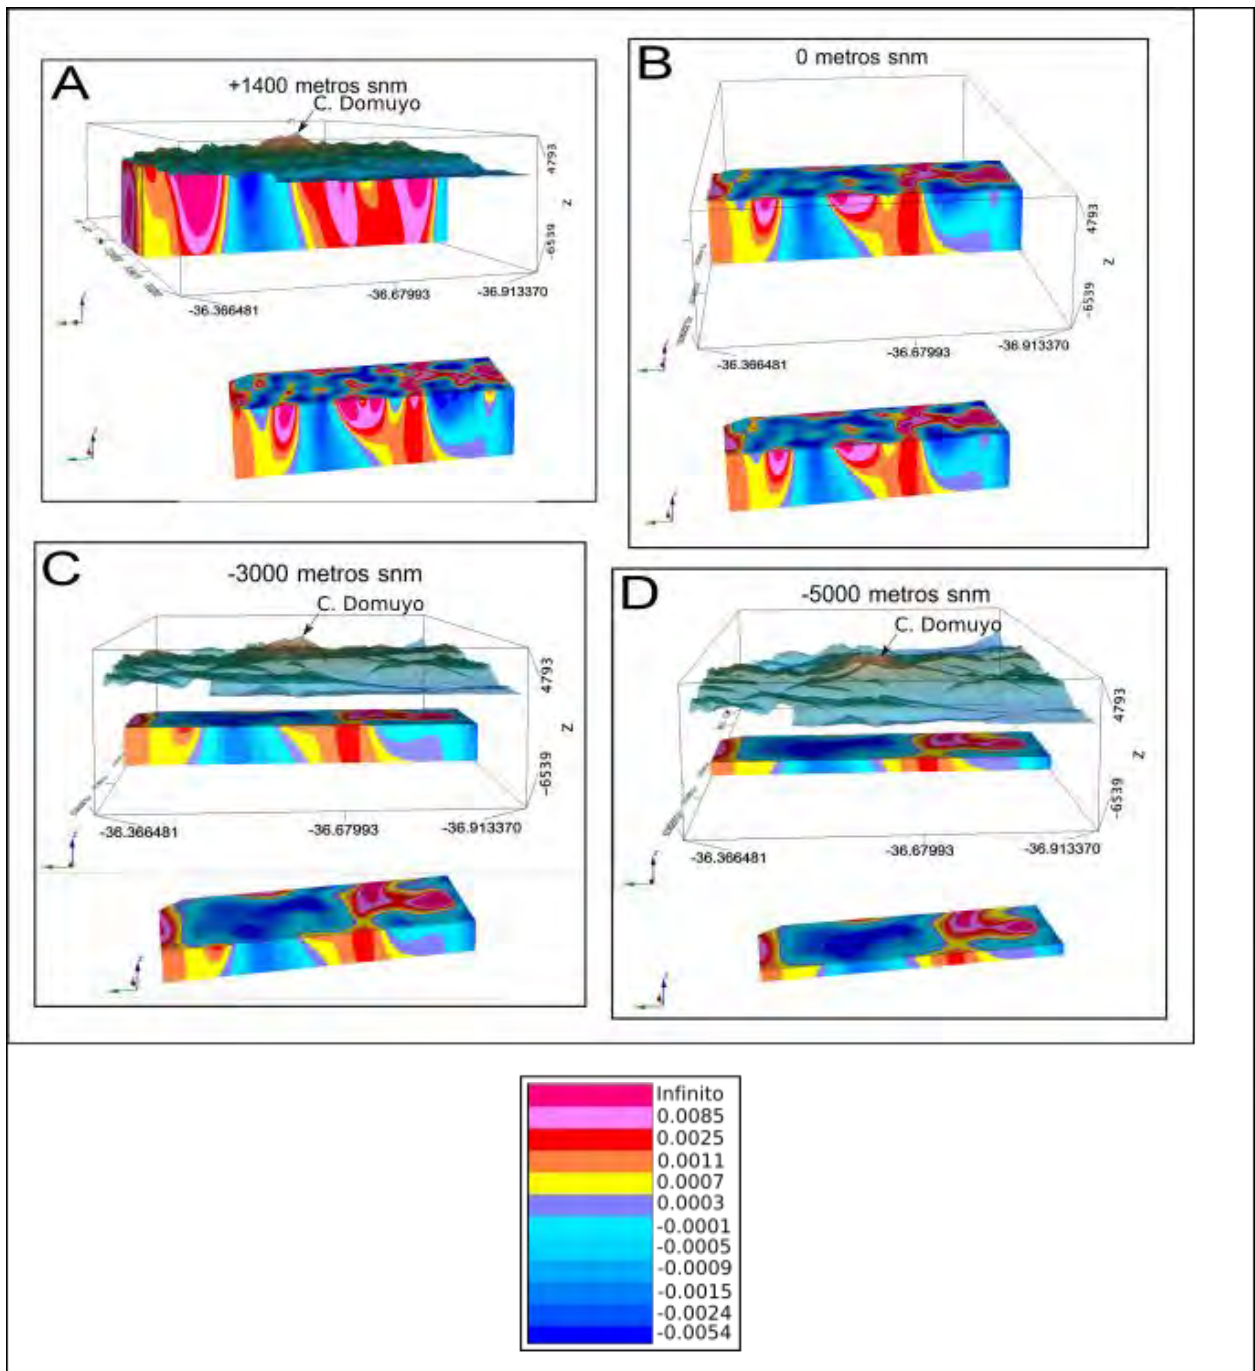 A
+1400 metros snm
C. Domuyo
4793
Z
-6539
-36.366481
-36.67993
-36.913370
B
0 metros snm
4793
Z
-6539
-36.366481
-36.67993
-36.913370
C
-3000 metros snm
C. Domuyo
4793
Z
-6539
-36.366481
-36.67993
-36.913370
D
-5000 metros snm
C. Domuyo
4793
Z
-6539
-36.366481
-36.67993
-36.913370
Infinito
0.0085
0.0025
0.0011
0.0007
0.0003
-0.0001
-0.0005
-0.0009
-0.0015
-0.0024
-0.0054